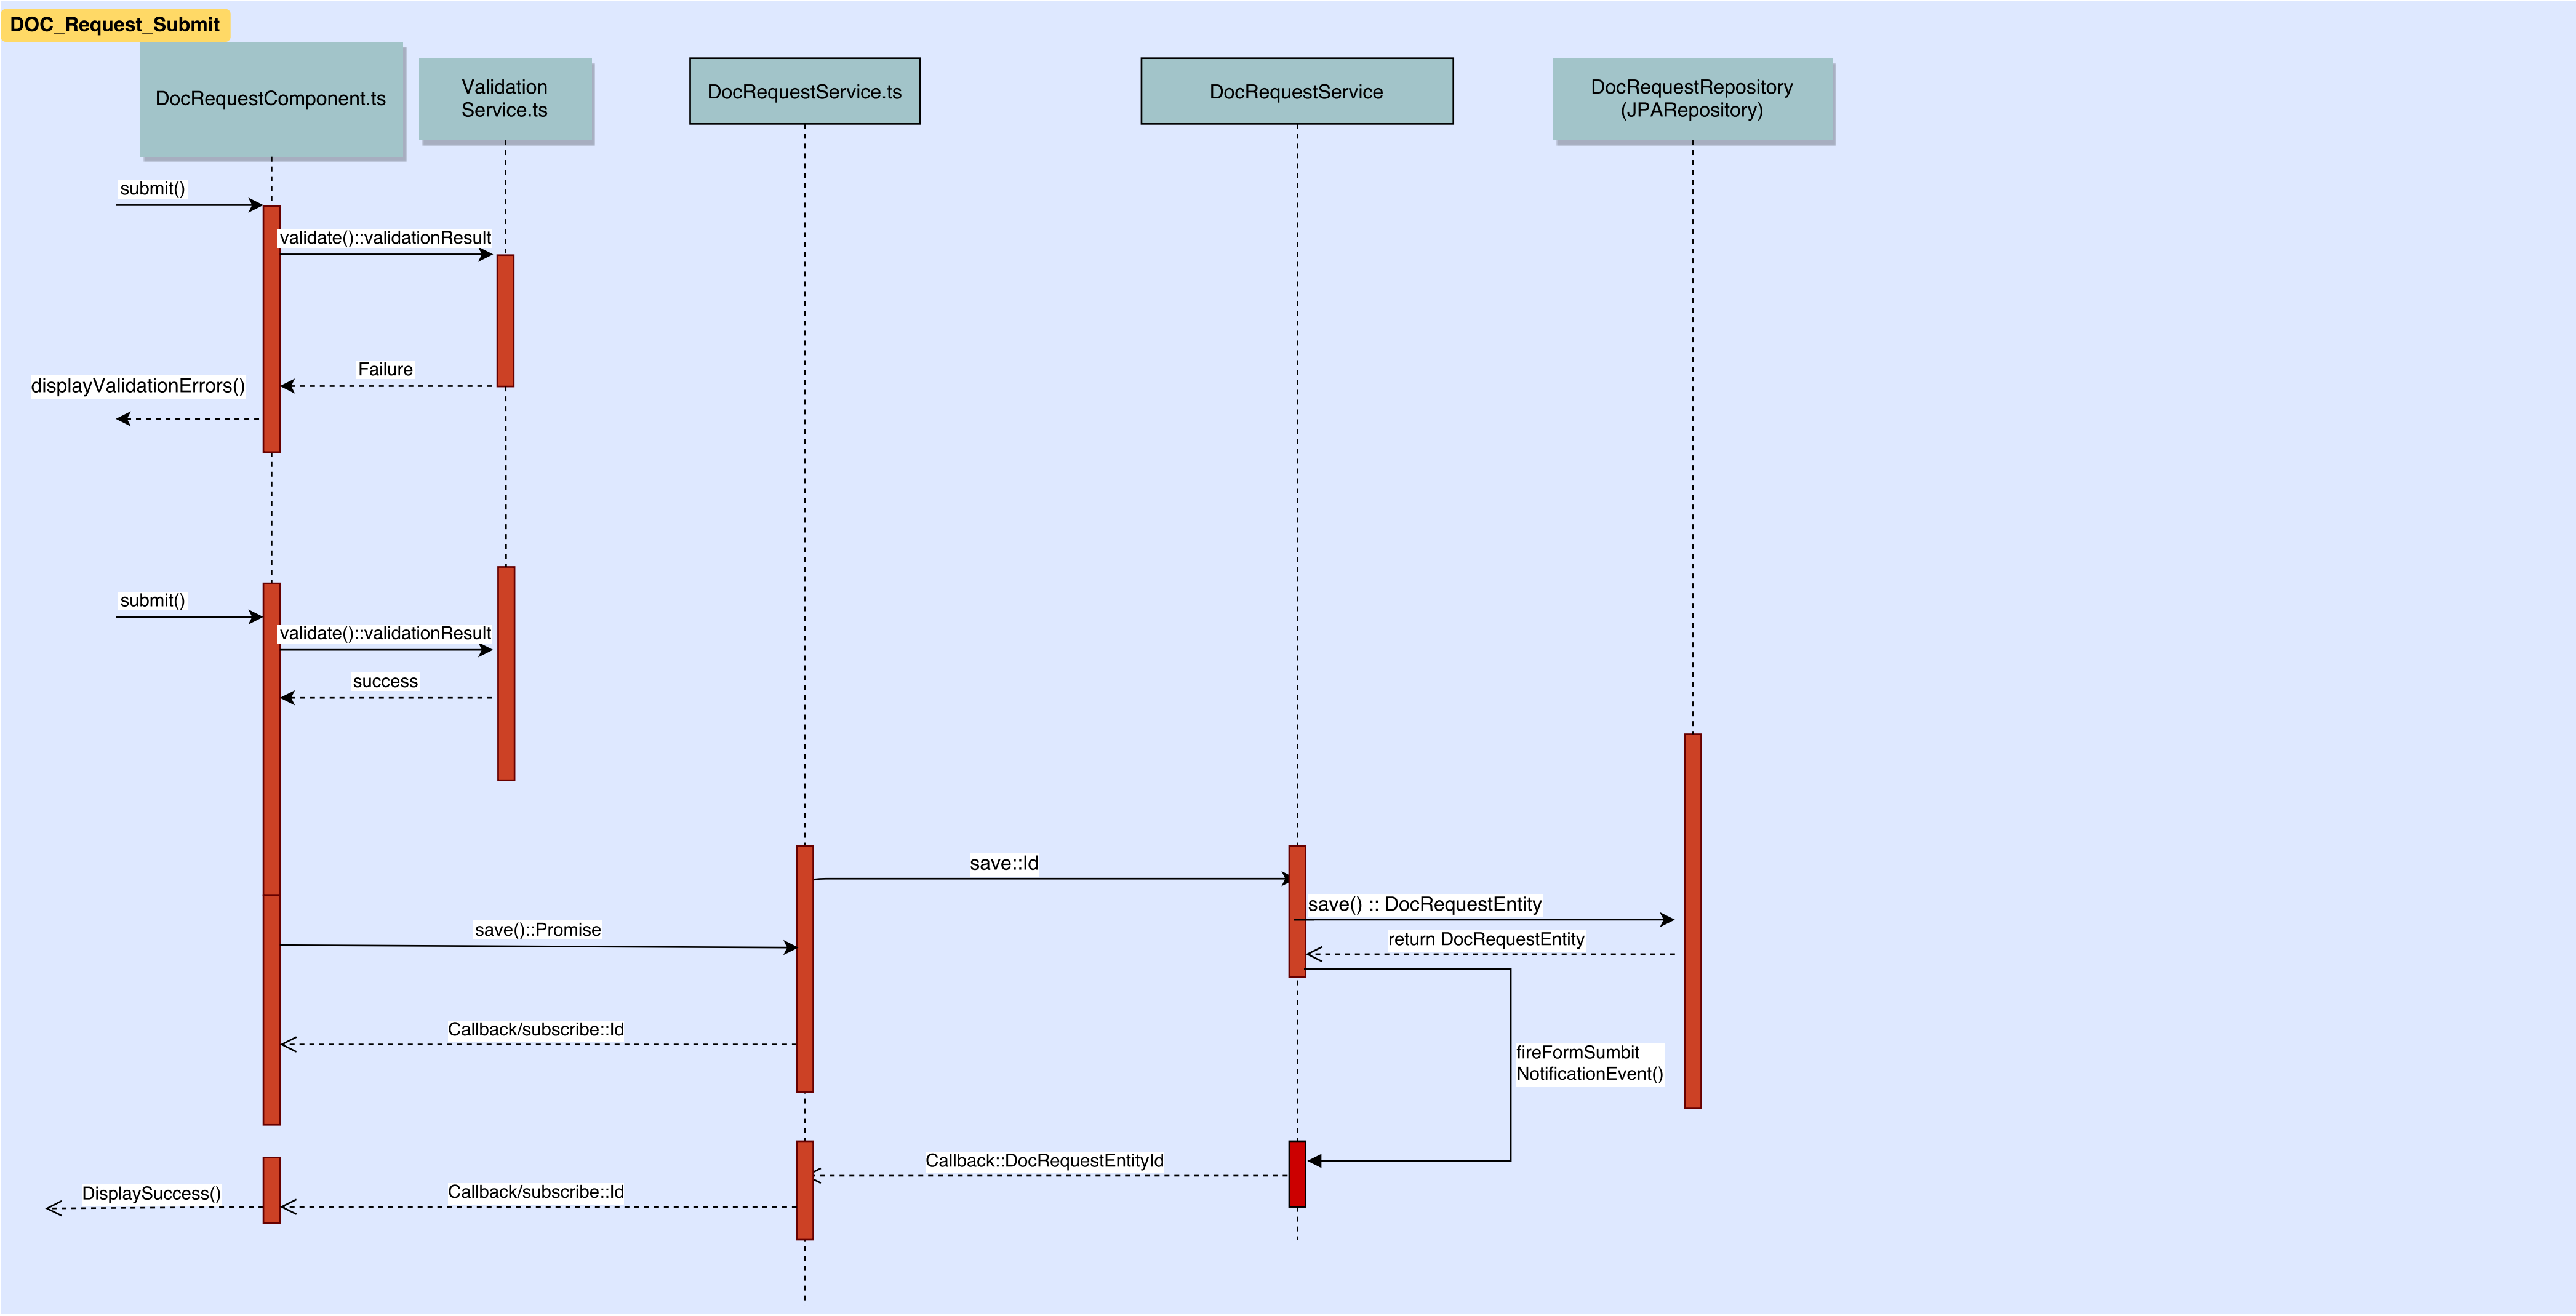 DOC_Request_Submit
DocRequestComponent.ts
Validation
Service.ts
DocRequestService.ts
DocRequestService
DocRequestRepository
(JPARepository)
submit()
validate()::validationResult
Failure
displayValidationErrors()
submit()
validate()::validationResult
success
save::Id
save() :: DocRequestEntity
save()::Promise
return DocRequestEntity
Callback/subscribe::Id
fireFormSumbit
NotificationEvent()
Callback::DocRequestEntityId
DisplaySuccess()
Callback/subscribe::Id